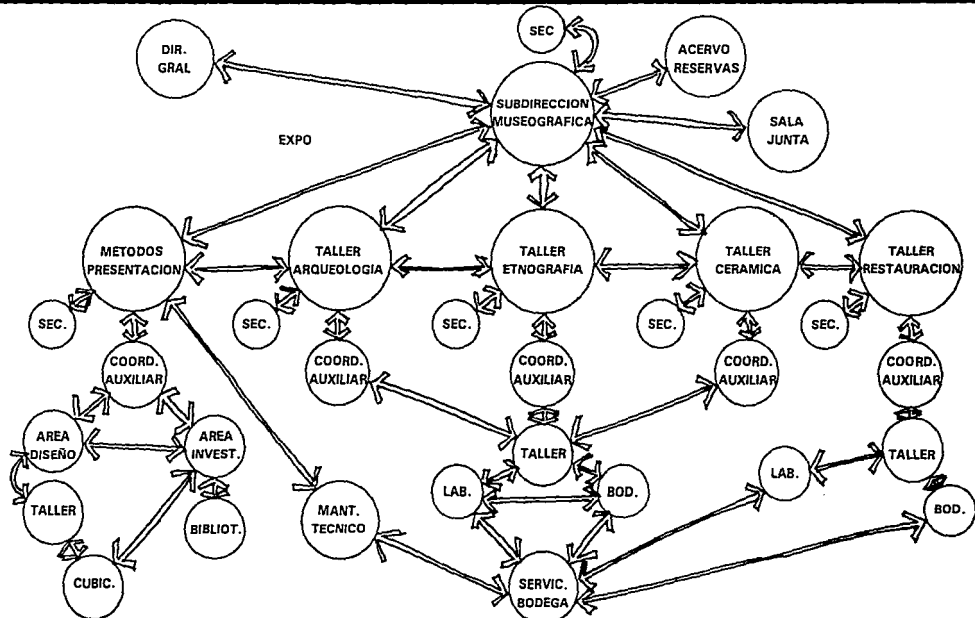 SEC
DIR.
GRAL
ACERVO
RESERVAS
SUBDIRECCION
MUSEOGRAFICA
SALA
JUNTA
EXPO
METODOS
PRESENTACION
TALLER
ARQUEOLOGIA
TALLER
ETNOGRAFIA
TALLER
CERAMICA
TALLER
RESTAURACION
SEC.
SEC.
SEC.
SEC.
SEC.
COORD.
AUXILIAR
COORD.
AUXILIAR
COORD.
AUXILIAR
COORD.
AUXILIAR
COORD.
AUXILIAR
AREA
DISEÑO
AREA
INVEST.
TALLER
TALLER
LAB.
LAB.
BOD.
TALLER
BIBLIOT.
MANT.
TECNICO
BOD.
CUBIC.
SERVIC.
BODEGA